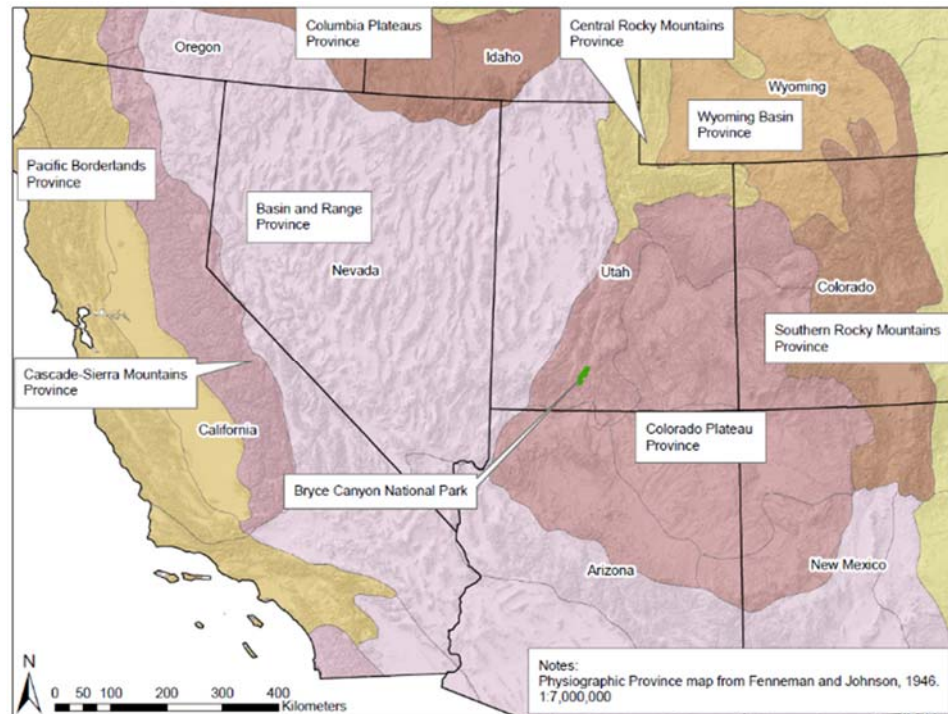 Columbia Plateaus
Province
Central Rocky Mountains
Province
Oregon
Idaho
Wyoming
Wyoming Basin
Province
Pacific Borderlands
Province
Basin and Range
Province
Nevada
Utah
Colorado
Southern Rocky Mountains
Province
Cascade-Sierra Mountains
Province
California
Colorado Plateau
Province
Bryce Canyon National Park
Arizona
New Mexico
N
0 50 100 200 300 400
Kilometers
Notes:
Physiographic Province map from Fenneman and Johnson, 1946.
1:7,000,000